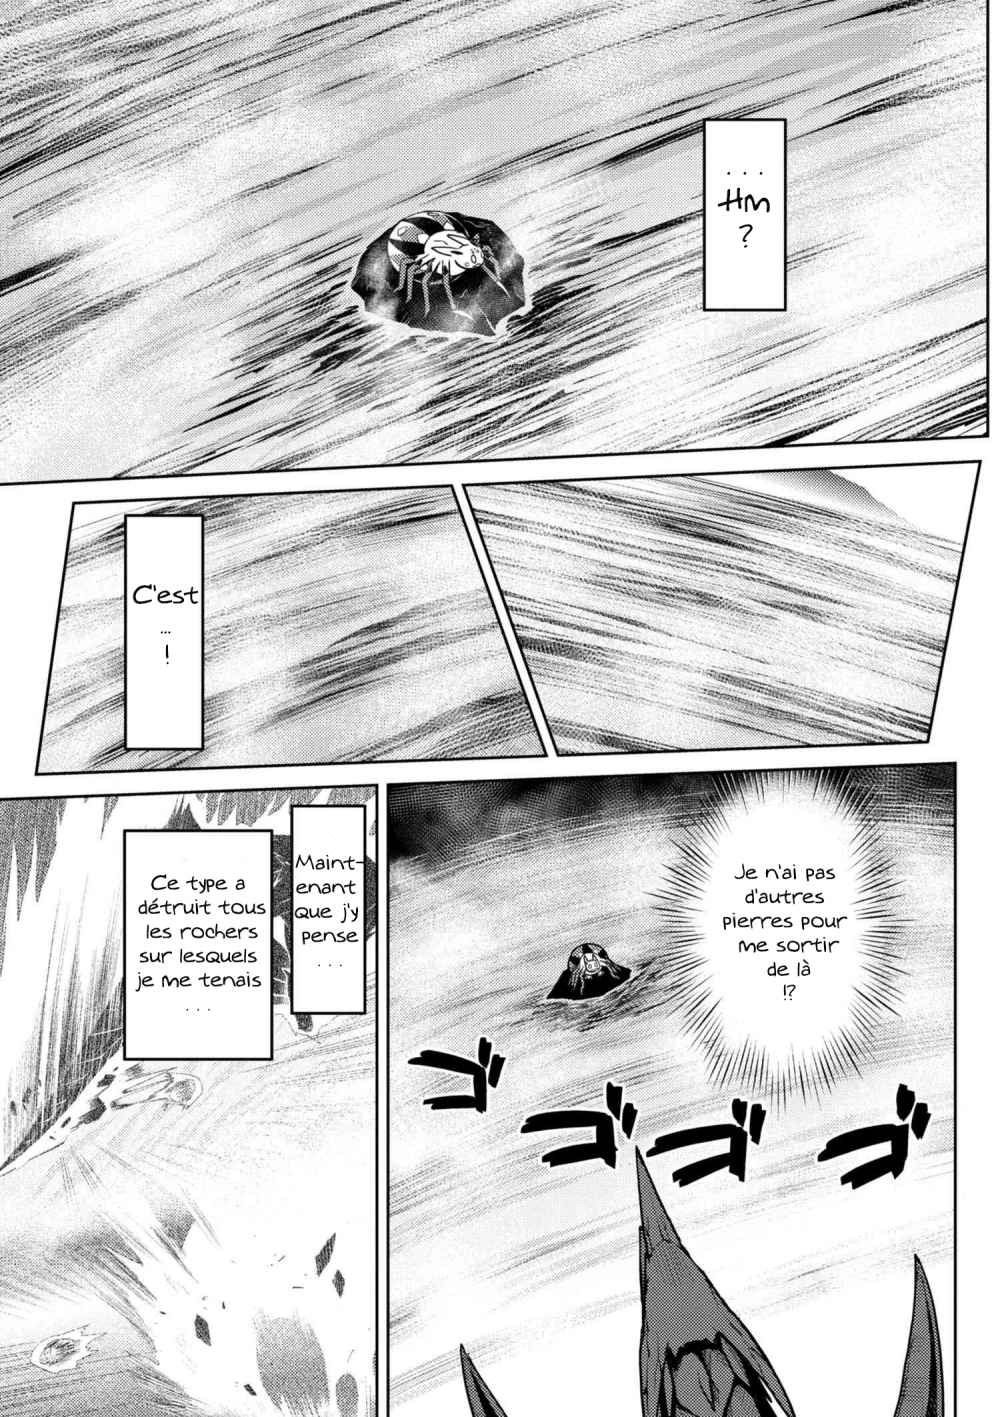 ...
Hm
?
C'est
...
!
Je n'ai pas
d'autres
pierres pour
me sortir
de là
!?
ゴ
ゴ
ゴ
ゴ
Maint-
enant
que j'y
pense
...
Ce type a
détruit tous
les rochers
sur lesquels
je me tenais
...